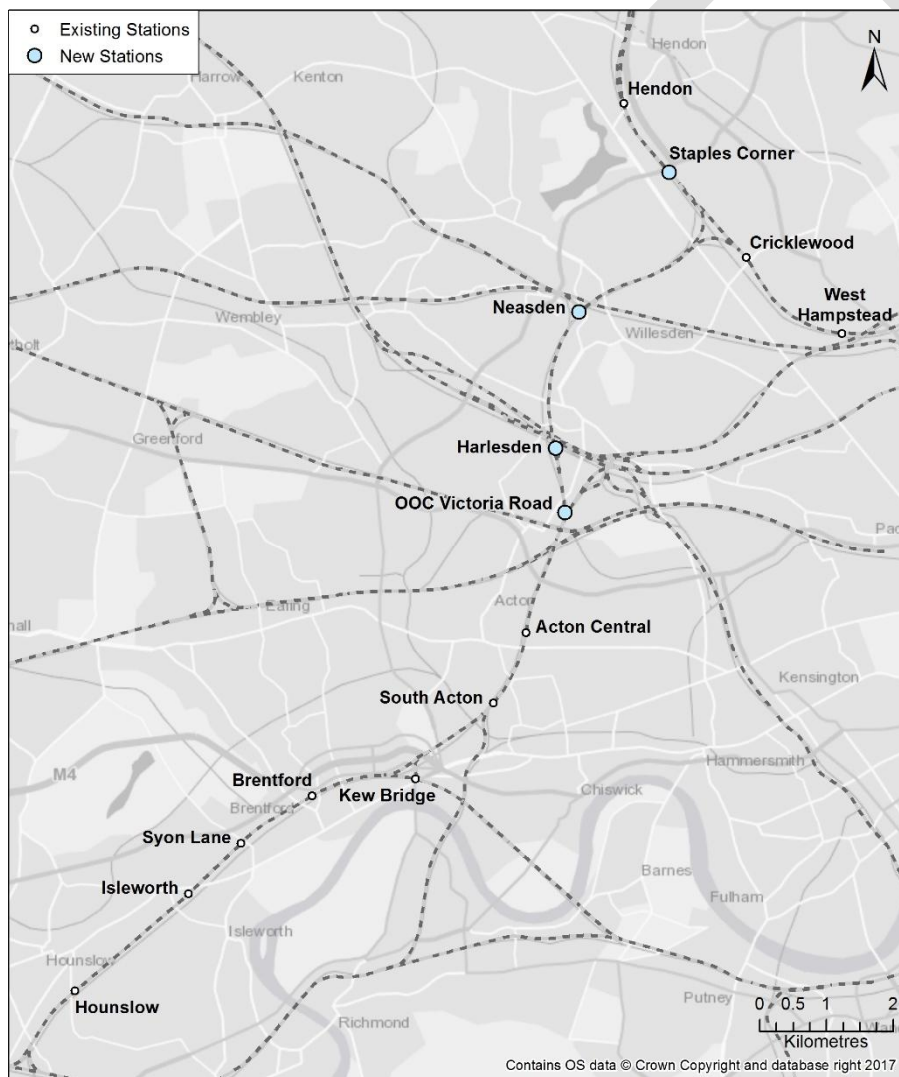 Existing Stations
New Stations
N
Hendon
Harrow
Kenton
Hendon
Staples Corner
Cricklewood
West
Hampstead
Neasden
Wembley
Willesden
Harlesden
Greenford
OOC Victoria Road
Acton
Ealing
Acton Central
Kensington
South Acton
Hammersmith
M4
Brentford
Brentford
Kew Bridge
Chiswick
Syon Lane
Barnes
Isleworth
Fulham
Isleworth
Hounslow
Hounslow
Putney
Richmond
0 0.5 1 2
Kilometres
Contains OS data © Crown Copyright and database right 2017